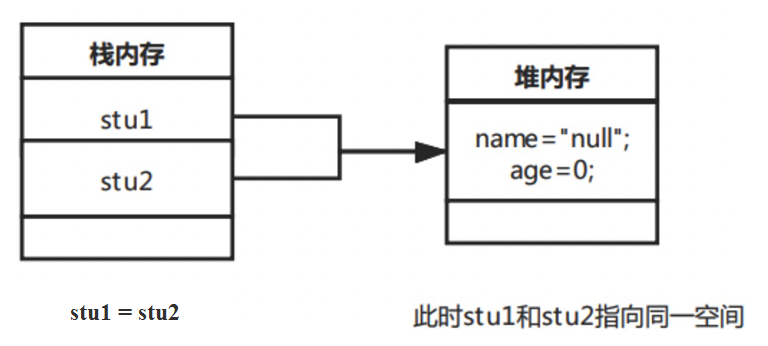 栈内存
stu1
stu2
堆内存
name="null";
age=0;
stu1 = stu2
此时stu1和stu2指向同一空间